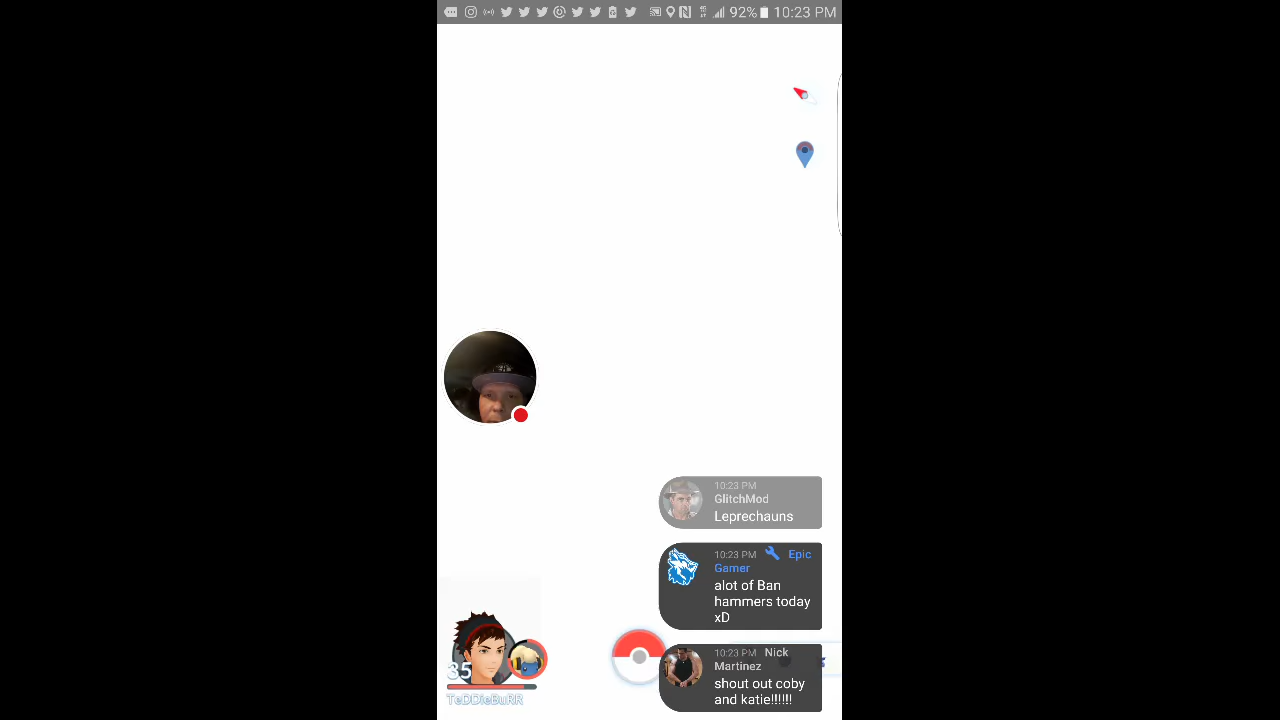 92% 10:23 PM
10:23 PM
GlitchMod
Leprechauns
10:23 PM Epic
Gamer
alot of Ban
hammers today
xD
10:23 PM Nick
Martinez
shout out coby
and katie!!!!!!
35
TeDDieBuRR